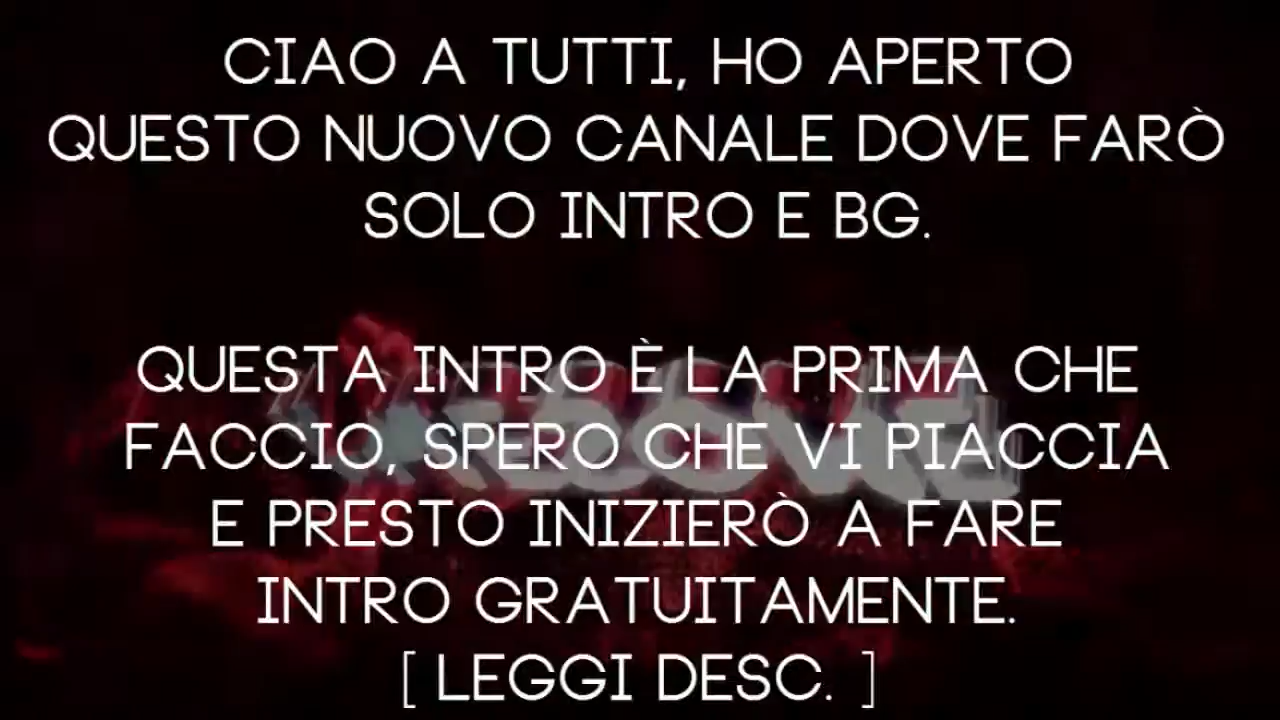 CIAO A TUTTI, HO APERTO
QUESTO NUOVO CANALE DOVE FARÒ
SOLO INTRO E BG.
QUESTA INTRO È LA PRIMA CHE
FACCIO, SPERO CHE VI PIACCIA
E PRESTO INIZIERÒ A FARE
INTRO GRATUITAMENTE.
[ LEGGI DESC. ]